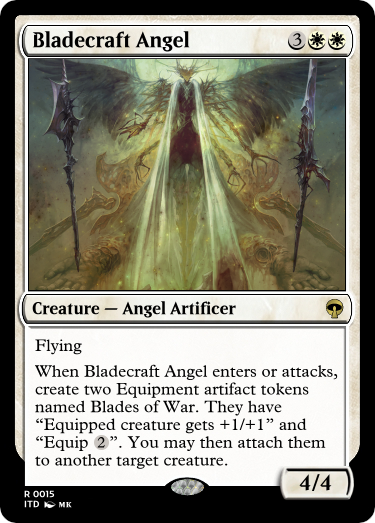 Bladecraft Angel 3
Creature — Angel Artificer
Flying
When Bladecraft Angel enters or attacks,
create two Equipment artifact tokens
named Blades of War. They have
“Equipped creature gets +1/+1” and
“Equip 2”. You may then attach them
to another target creature.
4/4
R 0015
ITD MK